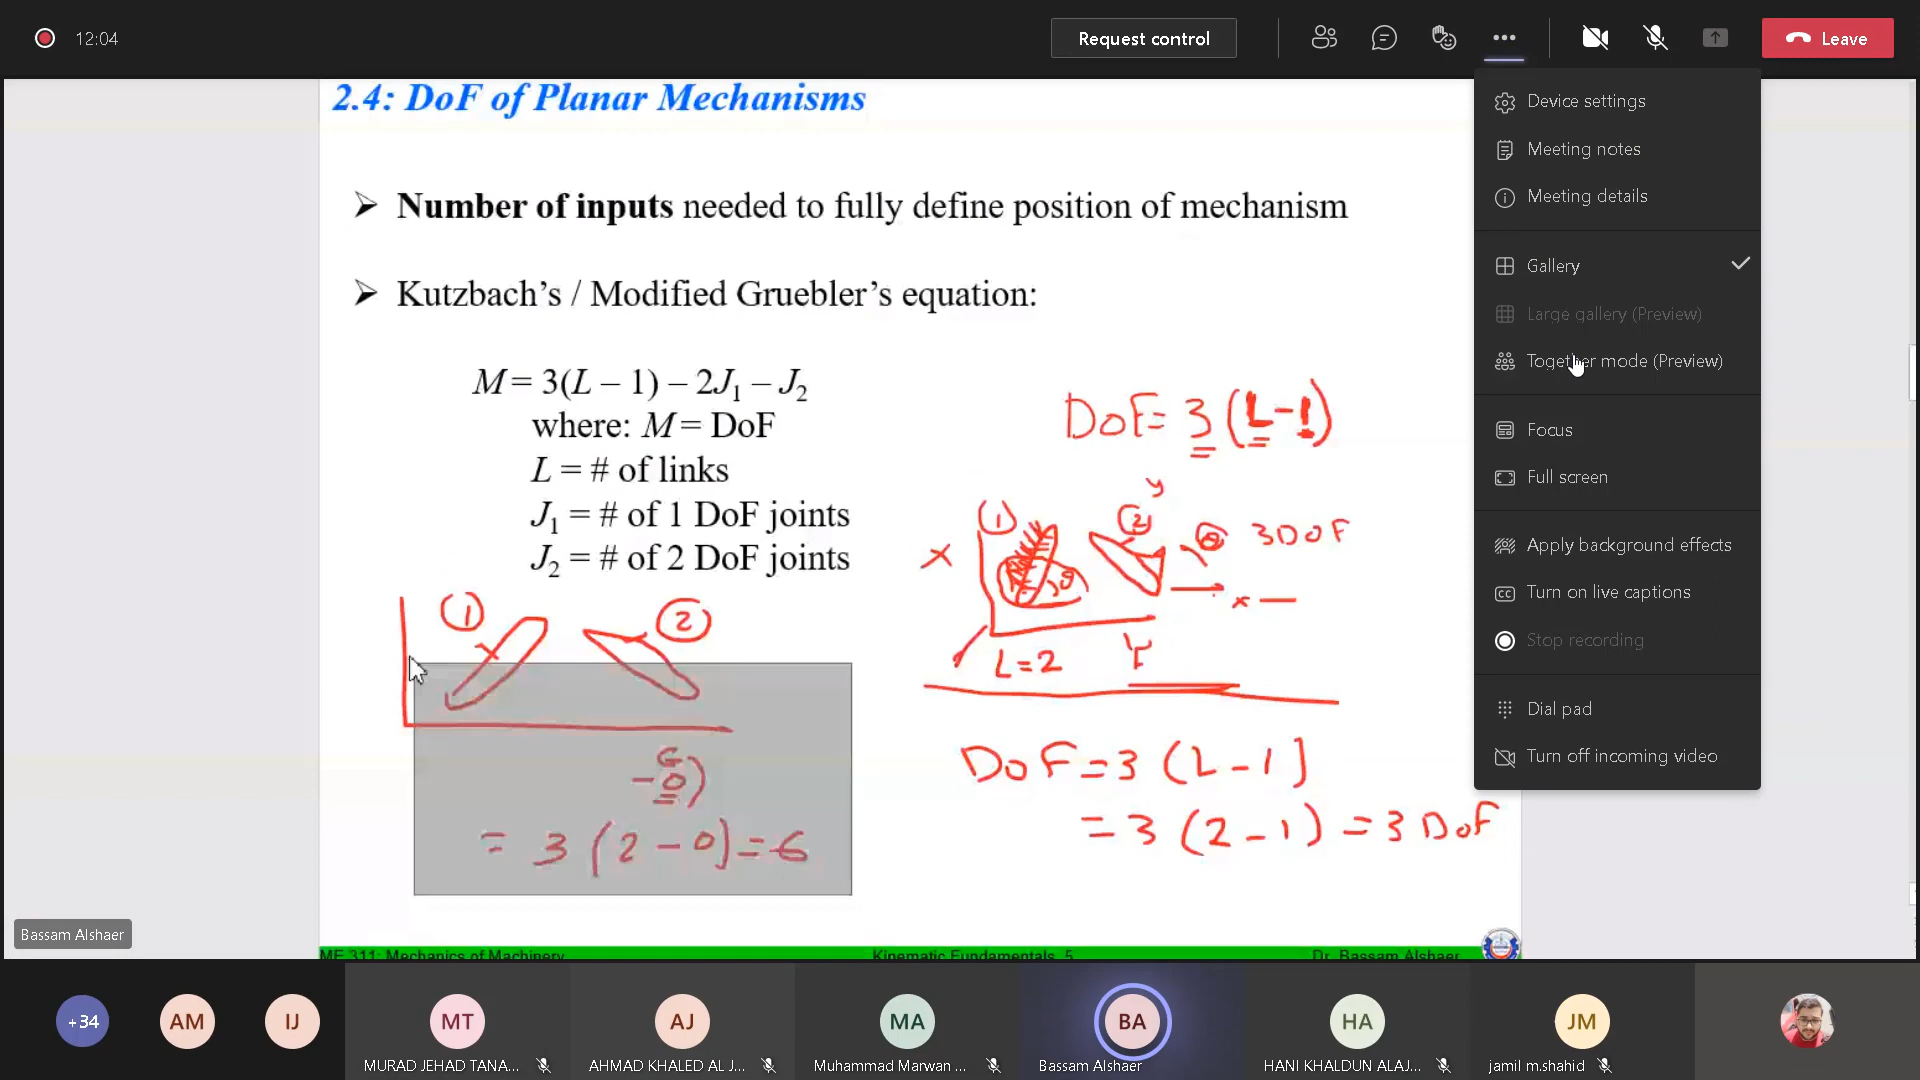 12:04
Request control
Leave
2.4: DoF of Planar Mechanisms
➢ Number of inputs needed to fully define position of mechanism
➢ Kutzbach's / Modified Gruebler's equation:
M = 3(L – 1) – 2J₁ – J₂
where: M = DoF
L = # of links
J₁ = # of 1 DoF joints
J₂ = # of 2 DoF joints
DoF = 3 (L-1)
y
(1)
(2)
θ
3DOF
X
x
L=2
DoF = 3 (L-1]
= 3 (2-1) = 3 DoF
(1)
(2)
-0)
= 3 (2-0) = 6
Device settings
Meeting notes
Meeting details
Gallery
Large gallery (Preview)
Together mode (Preview)
Focus
Full screen
Apply background effects
CC Turn on live captions
Stop recording
Dial pad
Turn off incoming video
Bassam Alshaer
ME 311: Mechanics of Machinery
Kinematic Fundamentals 5
Dr. Bassam Alshaer
+34
AM
IJ
MT
AJ
MA
BA
HA
JM
MURAD JEHAD TANA...
AHMAD KHALED AL J...
Muhammad Marwan ...
Bassam Alshaer
HANI KHALDUN ALAJ...
jamil m.shahid